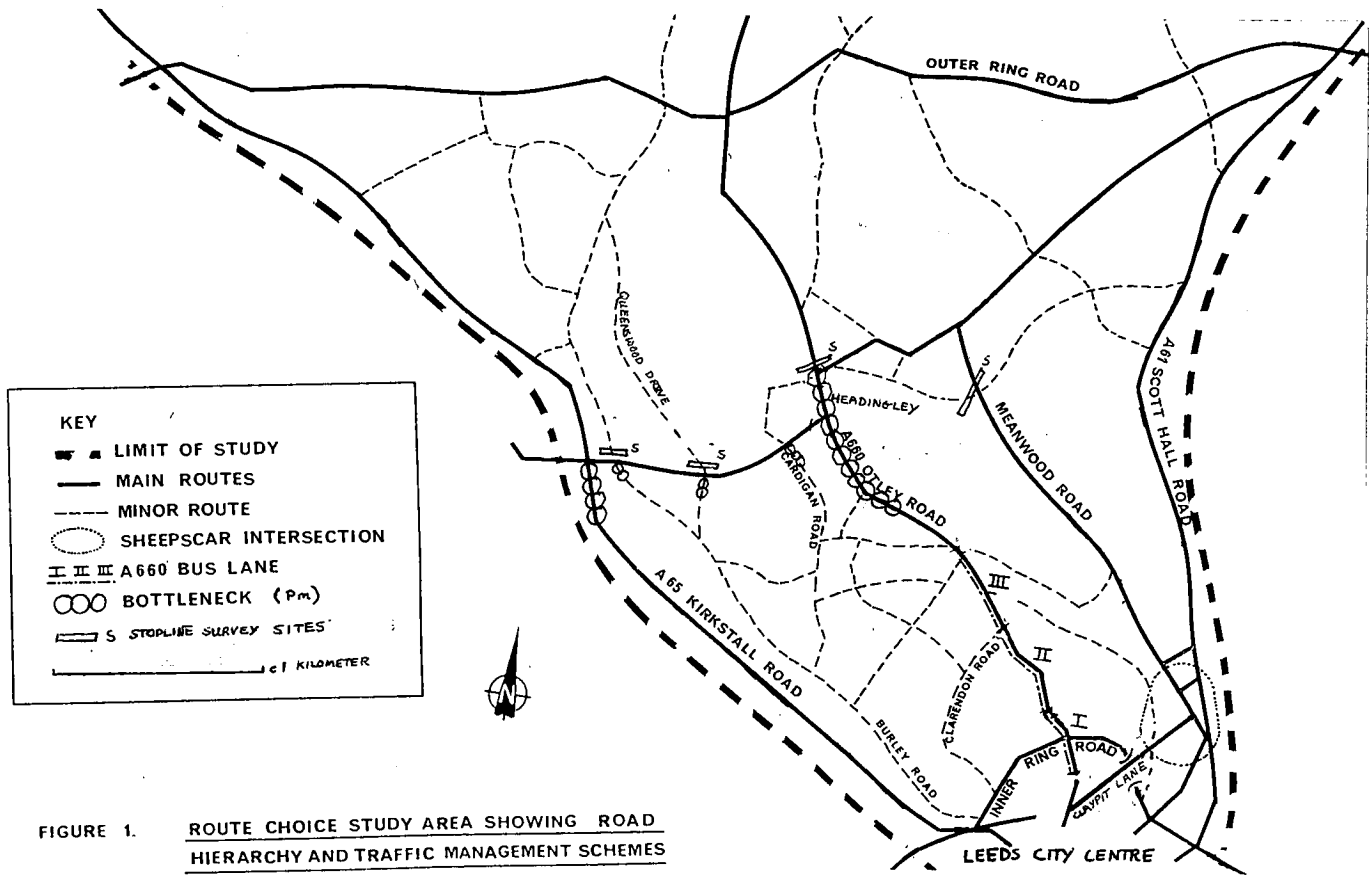 OUTER RING ROAD
QUEENSWOOD DRIVE
S
S
S
S
HEADINGLEY
A660 OTLEY ROAD
CARDIGAN ROAD
MEANWOOD ROAD
A61 SCOTT HALL ROAD
KEY
LIMIT OF STUDY
MAIN ROUTES
MINOR ROUTE
SHEEPSCAR INTERSECTION
I II III A660 BUS LANE
BOTTLENECK (Pm)
S STOPLINE SURVEY SITES
c1 KILOMETER
N
A65 KIRKSTALL ROAD
III
II
I
CLARENDON ROAD
BURLEY ROAD
INNER RING ROAD
CLAYPIT LANE
LEEDS CITY CENTRE
FIGURE 1. ROUTE CHOICE STUDY AREA SHOWING ROAD
HIERARCHY AND TRAFFIC MANAGEMENT SCHEMES